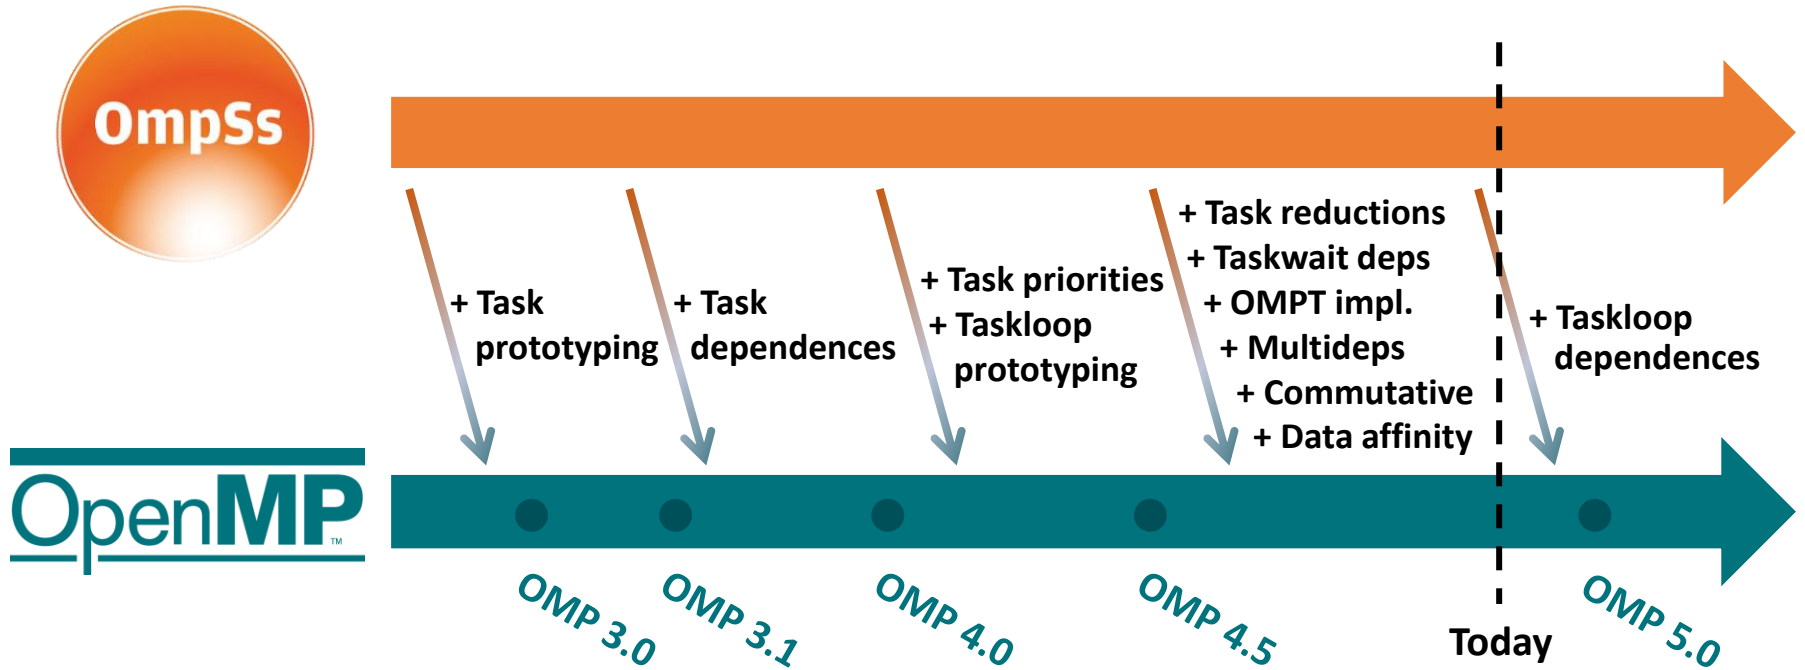 OmpSs
+ Task
prototyping
+ Task
dependences
+ Task priorities
+ Taskloop
prototyping
+ Task reductions
+ Taskwait deps
+ OMPT impl.
+ Multideps
+ Commutative
+ Data affinity
+ Taskloop
dependences
OpenMP™
OMP 3.0
OMP 3.1
OMP 4.0
OMP 4.5
Today
OMP 5.0